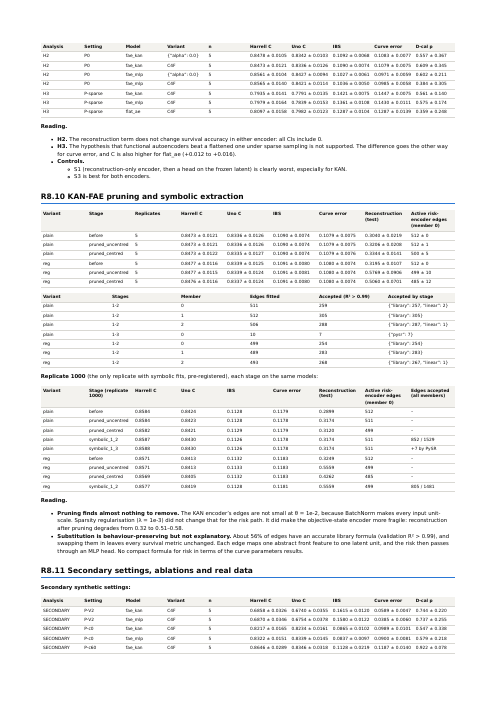 Analysis Setting Model Variant n Harrell C Uno C IBS Curve error D-cal p
H2 P0 fae_kan {"alpha": 0.0} 5 0.8478 ± 0.0105 0.8342 ± 0.0103 0.1092 ± 0.0068 0.1083 ± 0.0077 0.557 ± 0.367
H2 P0 fae_kan C4F 5 0.8473 ± 0.0121 0.8336 ± 0.0126 0.1090 ± 0.0074 0.1079 ± 0.0075 0.609 ± 0.345
H2 P0 fae_mlp {"alpha": 0.0} 5 0.8561 ± 0.0104 0.8427 ± 0.0094 0.1027 ± 0.0061 0.0971 ± 0.0059 0.602 ± 0.211
H2 P0 fae_mlp C4F 5 0.8565 ± 0.0140 0.8421 ± 0.0114 0.1036 ± 0.0050 0.0985 ± 0.0058 0.384 ± 0.305
H3 P-sparse fae_kan C4F 5 0.7935 ± 0.0141 0.7791 ± 0.0135 0.1421 ± 0.0075 0.1447 ± 0.0100 0.561 ± 0.140
H3 P-sparse fae_mlp C4F 5 0.7979 ± 0.0164 0.7839 ± 0.0153 0.1361 ± 0.0108 0.1430 ± 0.0111 0.575 ± 0.174
H3 P-sparse flat_ae C4F 5 0.8097 ± 0.0158 0.7982 ± 0.0123 0.1287 ± 0.0104 0.1287 ± 0.0139 0.359 ± 0.248
Reading.
• H2. The reconstruction term does not change survival accuracy in either encoder: all CIs include 0.
• H3. The hypothesis that functional autoencoders beat a flattened one under sparse sampling is not supported. The difference goes the other
way for curve error, and C is also higher for flat_ae (+0.012 to +0.016).
• Controls.
◦ S1 (reconstruction-only encoder, then a head on the frozen latent) is clearly worse, especially for KAN.
◦ S3 is best for both encoders.
R8.10 KAN-FAE pruning and symbolic extraction
Variant Stage Replicates Harrell C Uno C IBS Curve error Reconstruction (test) Active risk-encoder edges (member 0)
plain before 5 0.8473 ± 0.0121 0.8336 ± 0.0126 0.1090 ± 0.0074 0.1079 ± 0.0075 0.3040 ± 0.0219 512 ± 0
plain pruned_uncentred 5 0.8473 ± 0.0121 0.8336 ± 0.0126 0.1090 ± 0.0074 0.1079 ± 0.0075 0.3206 ± 0.0208 512 ± 1
plain pruned_centred 5 0.8473 ± 0.0122 0.8335 ± 0.0127 0.1090 ± 0.0074 0.1079 ± 0.0076 0.3344 ± 0.0141 500 ± 5
reg before 5 0.8477 ± 0.0116 0.8339 ± 0.0125 0.1091 ± 0.0080 0.1080 ± 0.0074 0.3195 ± 0.0107 512 ± 0
reg pruned_uncentred 5 0.8477 ± 0.0115 0.8339 ± 0.0124 0.1091 ± 0.0081 0.1080 ± 0.0074 0.5769 ± 0.0906 499 ± 10
reg pruned_centred 5 0.8476 ± 0.0116 0.8337 ± 0.0124 0.1091 ± 0.0080 0.1080 ± 0.0074 0.5060 ± 0.0701 485 ± 12
Variant Stages Member Edges fitted Accepted (R² > 0.99) Accepted by stage
plain 1-2 0 511 259 {"library": 257, "linear": 2}
plain 1-2 1 512 305 {"library": 305}
plain 1-2 2 506 288 {"library": 287, "linear": 1}
plain 1-3 0 10 7 {"pysr": 7}
reg 1-2 0 499 254 {"library": 254}
reg 1-2 1 489 283 {"library": 283}
reg 1-2 2 493 268 {"library": 267, "linear": 1}
Replicate 1000 (the only replicate with symbolic fits, pre-registered), each stage on the same models:
Variant Stage (replicate 1000) Harrell C Uno C IBS Curve error Reconstruction (test) Active risk-encoder edges (member 0) Edges accepted (all members)
plain before 0.8584 0.8424 0.1128 0.1179 0.2899 512 –
plain pruned_uncentred 0.8584 0.8423 0.1128 0.1178 0.3174 511 –
plain pruned_centred 0.8582 0.8421 0.1129 0.1179 0.3120 499 –
plain symbolic_1_2 0.8587 0.8430 0.1126 0.1178 0.3174 511 852 / 1529
plain symbolic_1_3 0.8588 0.8430 0.1126 0.1178 0.3174 511 +7 by PySR
reg before 0.8571 0.8413 0.1132 0.1183 0.3249 512 –
reg pruned_uncentred 0.8571 0.8413 0.1133 0.1183 0.5559 499 –
reg pruned_centred 0.8569 0.8405 0.1132 0.1183 0.4262 485 –
reg symbolic_1_2 0.8577 0.8419 0.1128 0.1181 0.5559 499 805 / 1481
Reading.
• Pruning finds almost nothing to remove. The KAN encoder's edges are not small at θ = 1e-2, because BatchNorm makes every input unit-
scale. Sparsity regularisation (λ = 1e-3) did not change that for the risk path. It did make the objective-state encoder more fragile: reconstruction
after pruning degrades from 0.32 to 0.51–0.58.
• Substitution is behaviour-preserving but not explanatory. About 56% of edges have an accurate library formula (validation R² > 0.99), and
swapping them in leaves every survival metric unchanged. Each edge maps one abstract front feature to one latent unit, and the risk then passes
through an MLP head. No compact formula for risk in terms of the curve parameters results.
R8.11 Secondary settings, ablations and real data
Secondary synthetic settings:
Analysis Setting Model Variant n Harrell C Uno C IBS Curve error D-cal p
SECONDARY P-V2 fae_kan C4F 5 0.6858 ± 0.0326 0.6740 ± 0.0355 0.1615 ± 0.0120 0.0589 ± 0.0047 0.744 ± 0.220
SECONDARY P-V2 fae_mlp C4F 5 0.6870 ± 0.0346 0.6754 ± 0.0378 0.1580 ± 0.0122 0.0385 ± 0.0060 0.737 ± 0.255
SECONDARY P-c0 fae_kan C4F 5 0.8217 ± 0.0165 0.8234 ± 0.0161 0.0865 ± 0.0102 0.0989 ± 0.0101 0.547 ± 0.338
SECONDARY P-c0 fae_mlp C4F 5 0.8322 ± 0.0151 0.8339 ± 0.0145 0.0837 ± 0.0097 0.0900 ± 0.0081 0.579 ± 0.218
SECONDARY P-c60 fae_kan C4F 5 0.8646 ± 0.0289 0.8346 ± 0.0318 0.1128 ± 0.0219 0.1187 ± 0.0140 0.922 ± 0.078